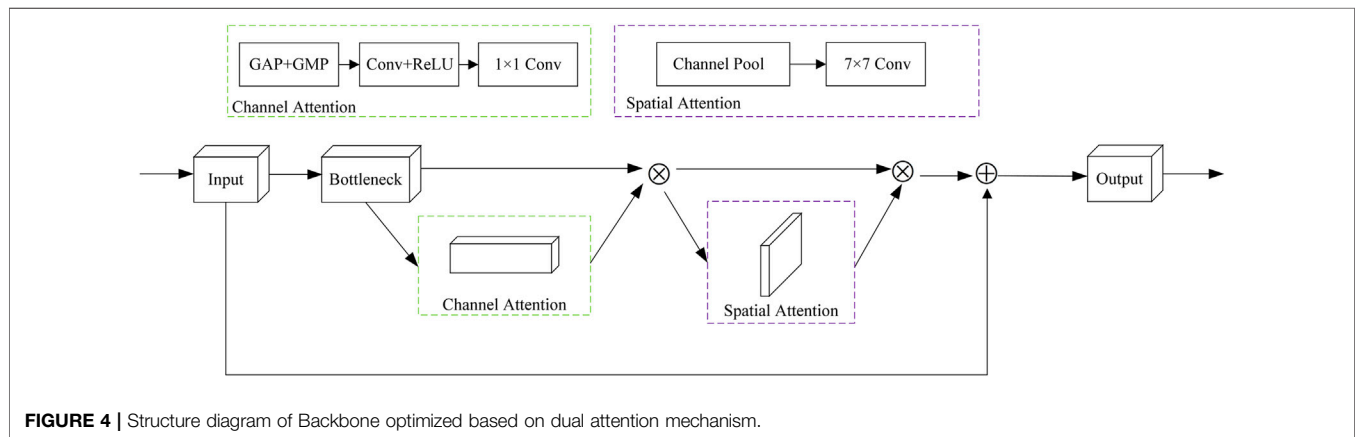 GAP+GMP
Conv+ReLU
1×1 Conv
Channel Attention
Channel Pool
7×7 Conv
Spatial Attention
Input
Bottleneck
Output
Channel Attention
Spatial Attention
FIGURE 4 | Structure diagram of Backbone optimized based on dual attention mechanism.